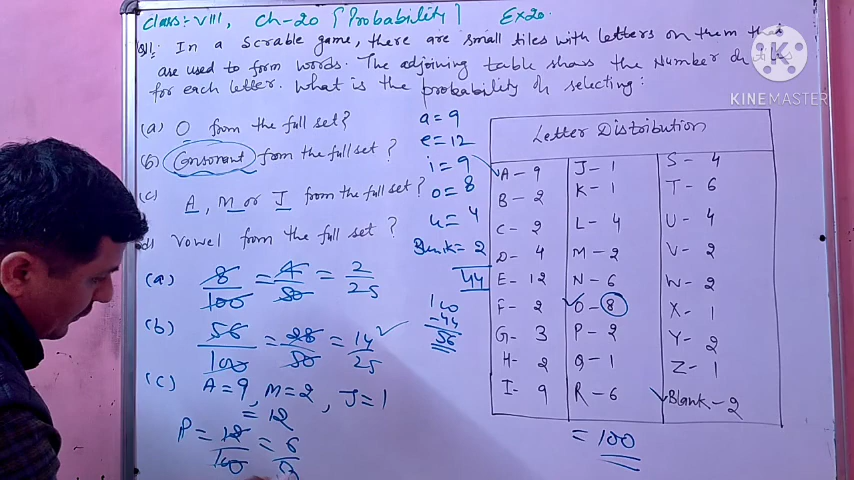 Class: VIII, Ch-20 [Probability] Ex 20.
Q1: In a Scrable game, there are small tiles with letters on them that
are used to form words. The adjoining table shows the Number of
for each letter. What is the probability of selecting:
K
KINEMASTER
(a) O from the full set?
(b) Consonant from the full set?
(c) A, M or J from the full set?
d) Vowel from the full set?
a = 9
e = 12
i = 9
o = 8
u = 4
Blank = 2
44
100
-44
56
Letter Distribution
A - 9 J - 1 S - 4
B - 2 K - 1 T - 6
C - 2 L - 4 U - 4
D - 4 M - 2 V - 2
E - 12 N - 6 W - 2
F - 2 O - 8 X - 1
G - 3 P - 2 Y - 2
H - 2 Q - 1 Z - 1
I - 9 R - 6 Blank - 2
= 100
(a) 8/100 = 4/50 = 2/25
(b) 56/100 = 28/50 = 14/25
(c) A = 9, M = 2, J = 1
= 12
P = 12/100 = 6/